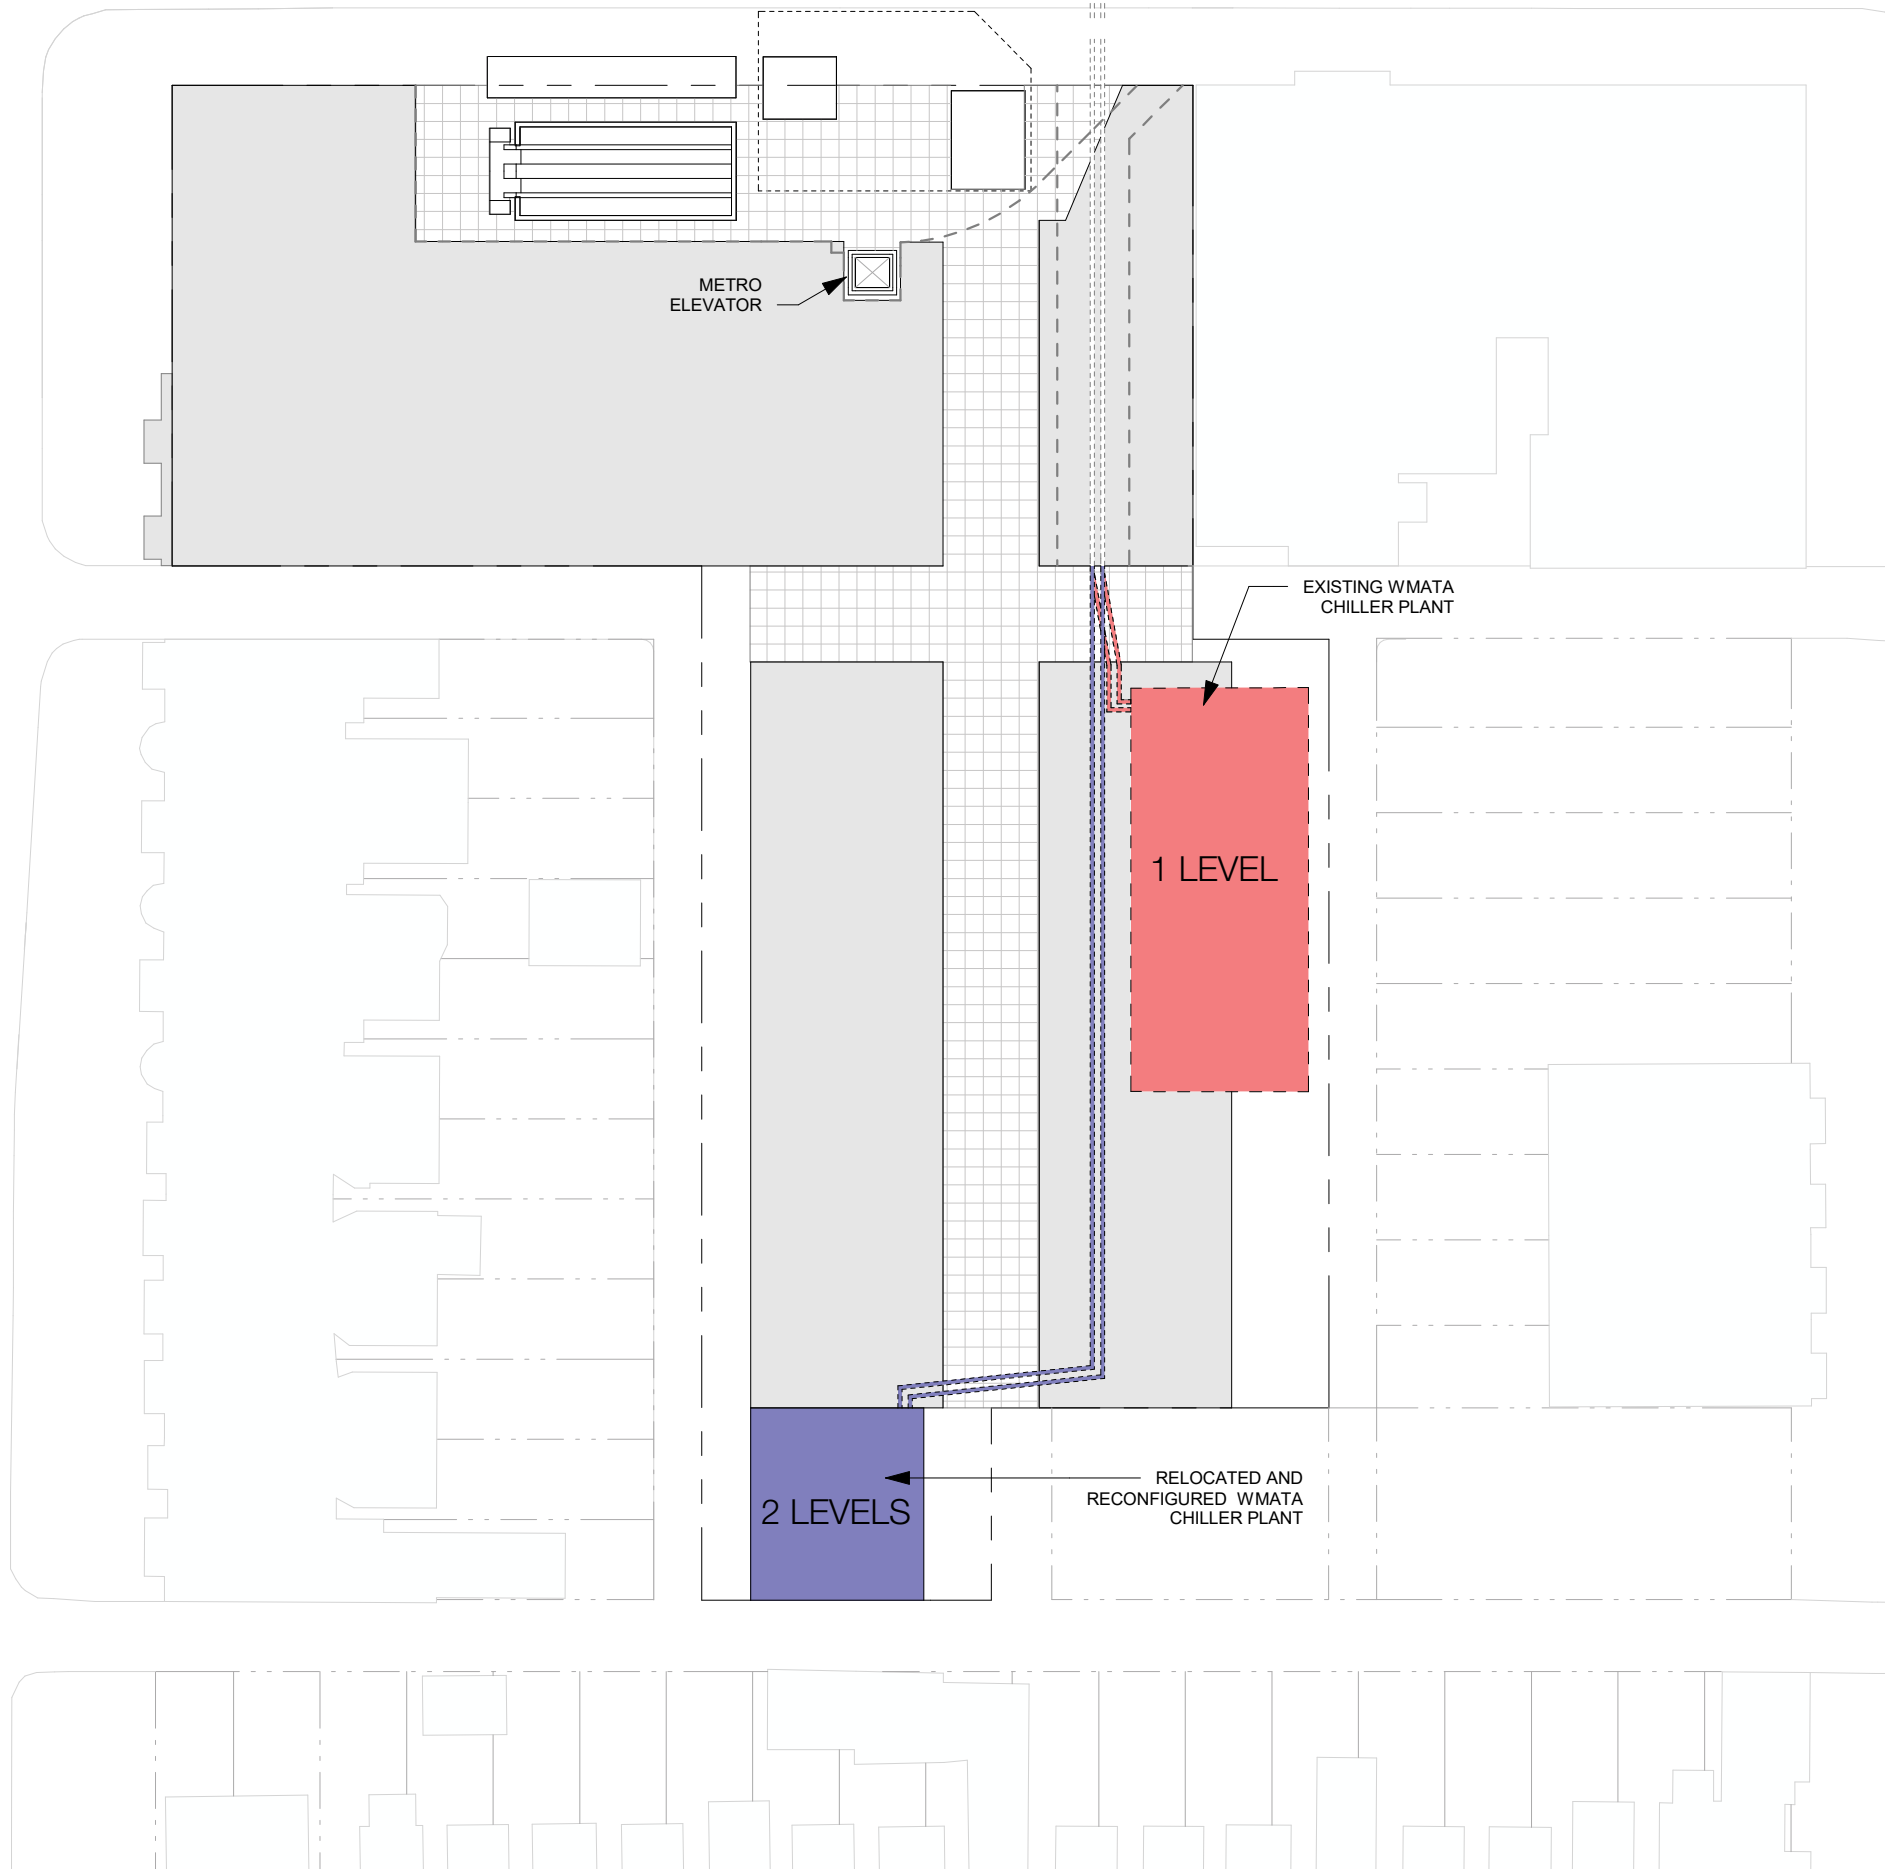 METRO
ELEVATOR
EXISTING WMATA
CHILLER PLANT
1 LEVEL
RELOCATED AND
RECONFIGURED WMATA
CHILLER PLANT
2 LEVELS